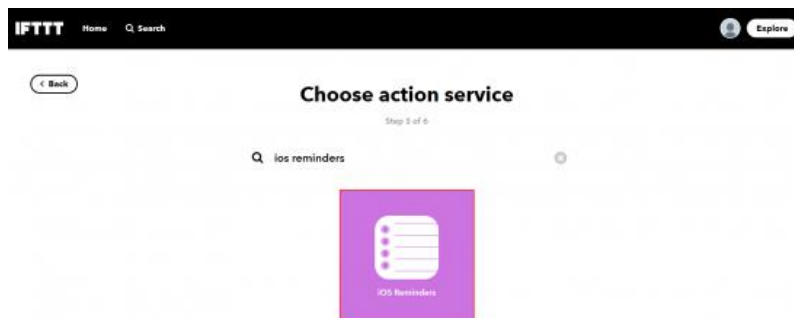 IFTTT Home Search Explore
< Back
Choose action service
Step 3 of 6
ios reminders
iOS Reminders